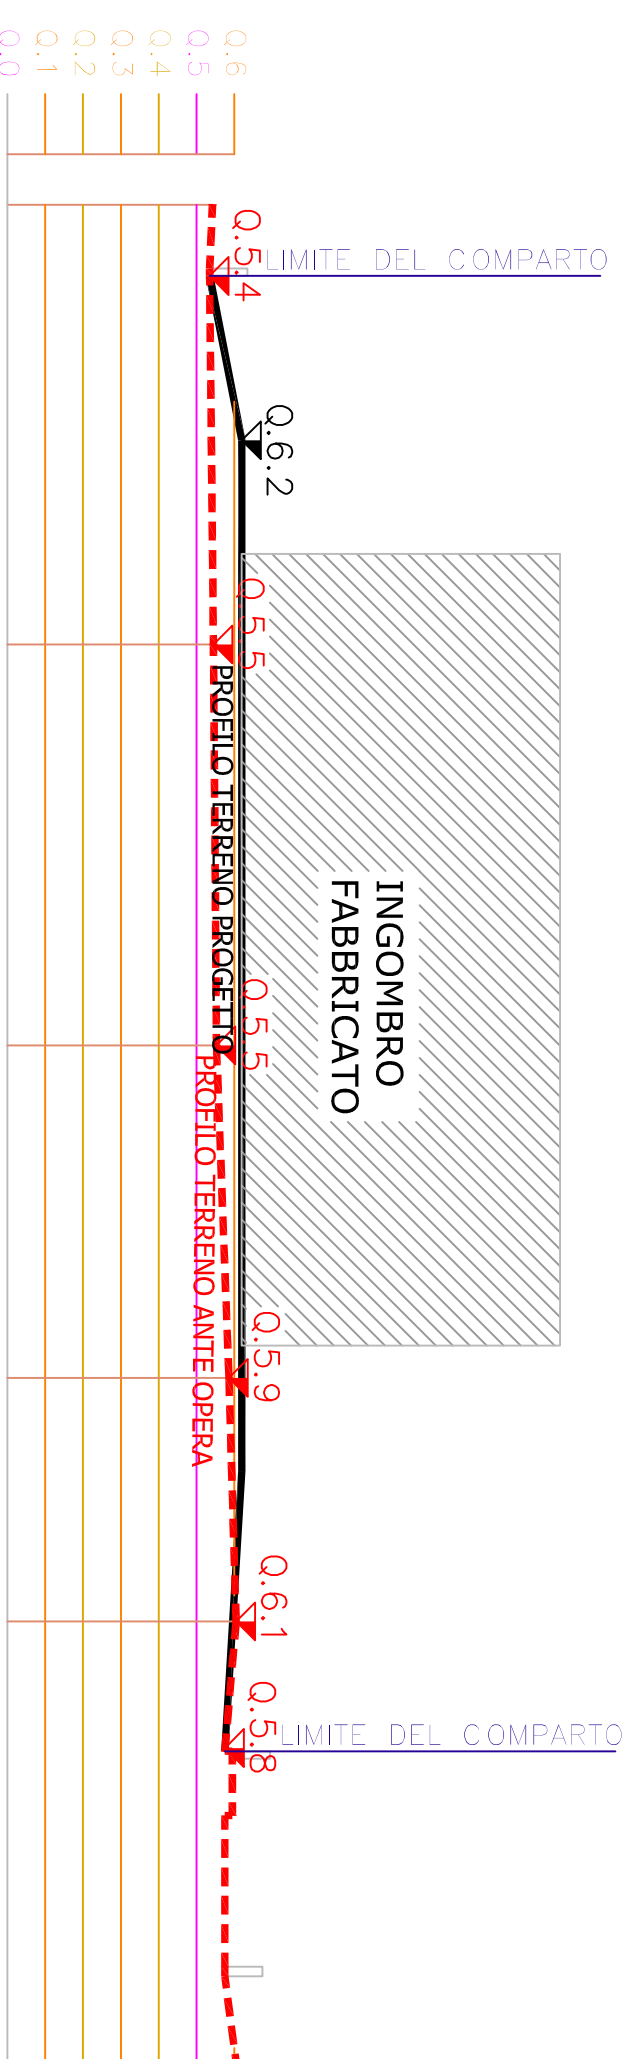 Q.6
Q.5
Q.4
Q.3
Q.2
Q.1
Q.0
LIMITE DEL COMPARTO
Q.5.4
Q.6.2
Q.5.5
PROFILO TERRENO PROGETTO
INGOMBRO
FABBRICATO
Q.5.5
PROFILO TERRENO ANTE OPERA
Q.5.9
Q.6.1
Q.5.8
LIMITE DEL COMPARTO